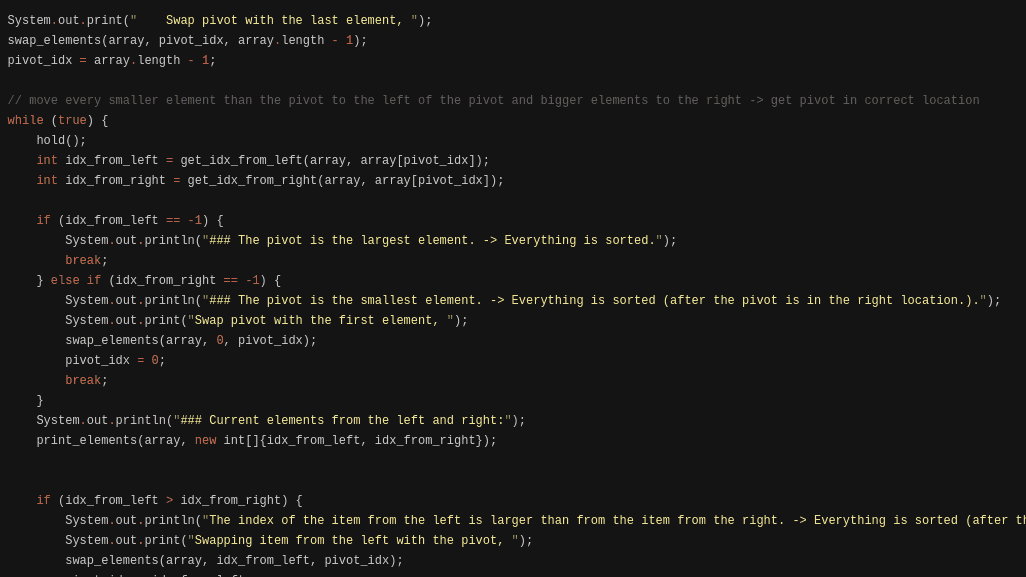 System.out.print("    Swap pivot with the last element, ");
swap_elements(array, pivot_idx, array.length - 1);
pivot_idx = array.length - 1;
// move every smaller element than the pivot to the left of the pivot and bigger elements to the right -> get pivot in correct location
while (true) {
    hold();
    int idx_from_left = get_idx_from_left(array, array[pivot_idx]);
    int idx_from_right = get_idx_from_right(array, array[pivot_idx]);
    if (idx_from_left == -1) {
        System.out.println("### The pivot is the largest element. -> Everything is sorted.");
        break;
    } else if (idx_from_right == -1) {
        System.out.println("### The pivot is the smallest element. -> Everything is sorted (after the pivot is in the right location.).");
        System.out.print("Swap pivot with the first element, ");
        swap_elements(array, 0, pivot_idx);
        pivot_idx = 0;
        break;
    }
    System.out.println("### Current elements from the left and right:");
    print_elements(array, new int[]{idx_from_left, idx_from_right});
    if (idx_from_left > idx_from_right) {
        System.out.println("The index of the item from the left is larger than from the item from the right. -> Everything is sorted (after
        System.out.print("Swapping item from the left with the pivot, ");
        swap_elements(array, idx_from_left, pivot_idx);